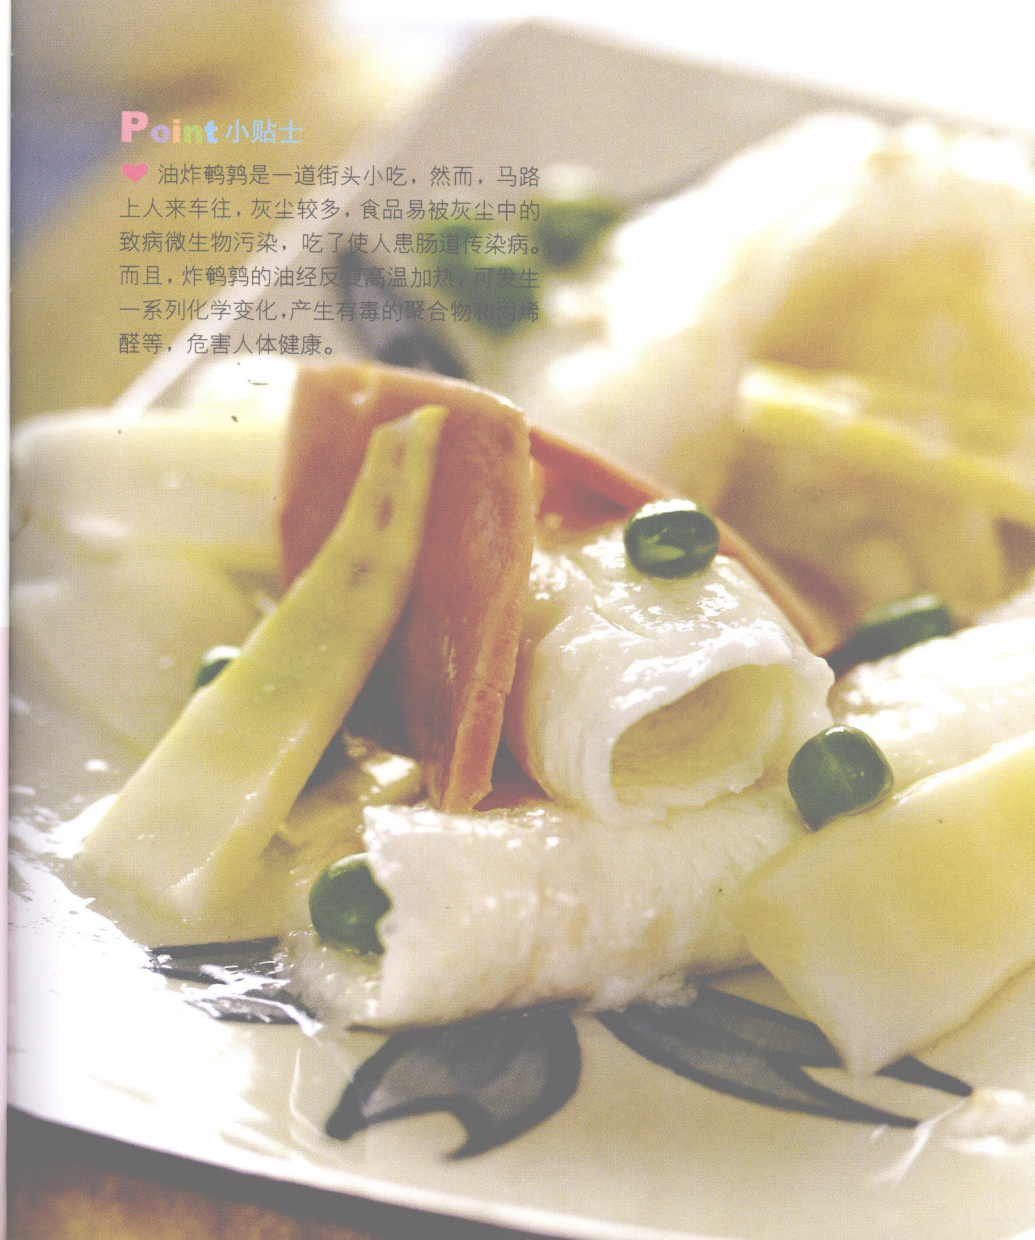 Point 小贴士
油炸鹌鹑是一道街头小吃，然而，马路
上人来车往，灰尘较多，食品易被灰尘中的
致病微生物污染，吃了使人患肠道传染病。
而且，炸鹌鹑的油经反复高温加热，可发生
一系列化学变化，产生有毒的聚合物和丙烯
醛等，危害人体健康。